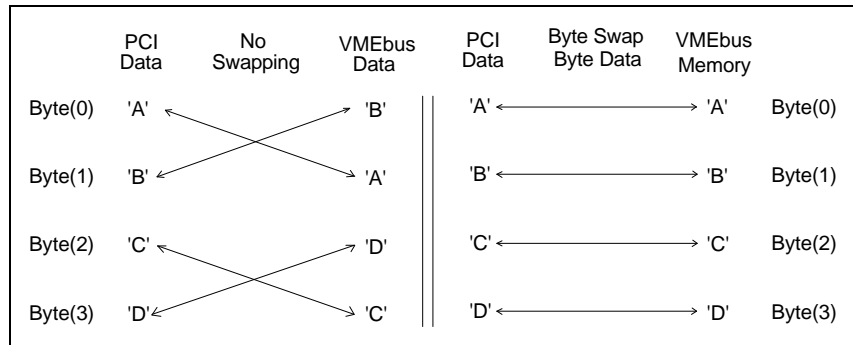 PCI Data No Swapping VMEbus Data PCI Data Byte Swap Byte Data VMEbus Memory
Byte(0) 'A' 'B' 'A' 'A' Byte(0)
Byte(1) 'B' 'A' 'B' 'B' Byte(1)
Byte(2) 'C' 'D' 'C' 'C' Byte(2)
Byte(3) 'D' 'C' 'D' 'D' Byte(3)